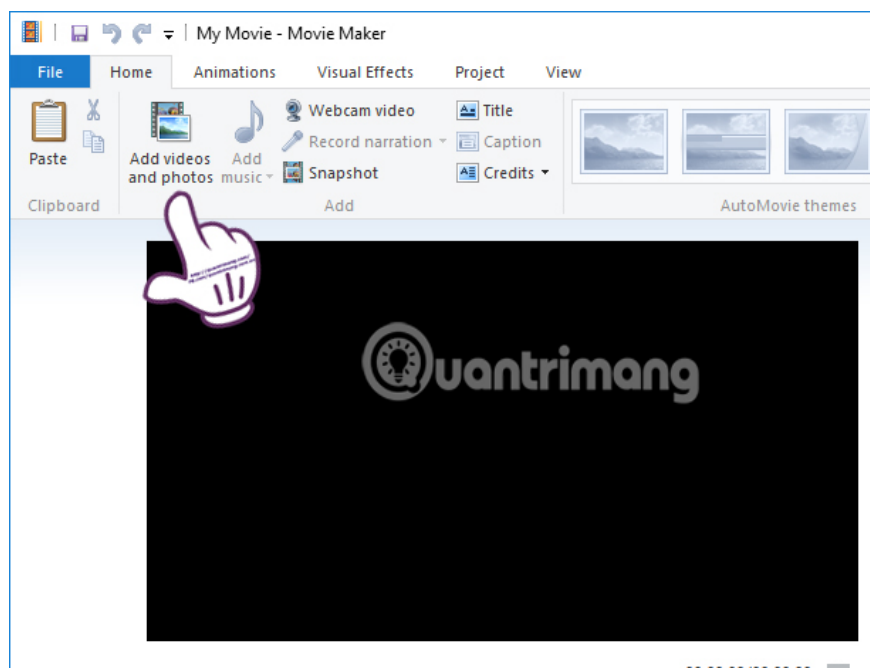 My Movie - Movie Maker
File Home Animations Visual Effects Project View
Webcam video Title
Record narration Caption
Paste Add videos and photos Add music Snapshot Credits
Clipboard Add AutoMovie themes
Quantrimang